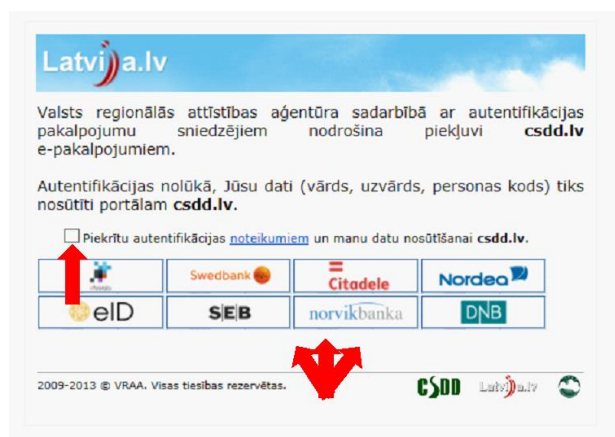 Latvija.lv
Valsts reģionālās attīstības aģentūra sadarbībā ar autentifikācijas
pakalpojumu sniedzējiem nodrošina piekļuvi csdd.lv
e-pakalpojumiem.
Autentifikācijas nolūkā, Jūsu dati (vārds, uzvārds, personas kods) tiks
nosūtīti portālam csdd.lv.
Piekrītu autentifikācijas noteikumiem un manu datu nosūtīšanai csdd.lv.
Swedbank Citadele Nordea
eID SEB norvikbanka DNB
2009-2013 © VRAA. Visas tiesības rezervētas. CSDD Latvija.lv